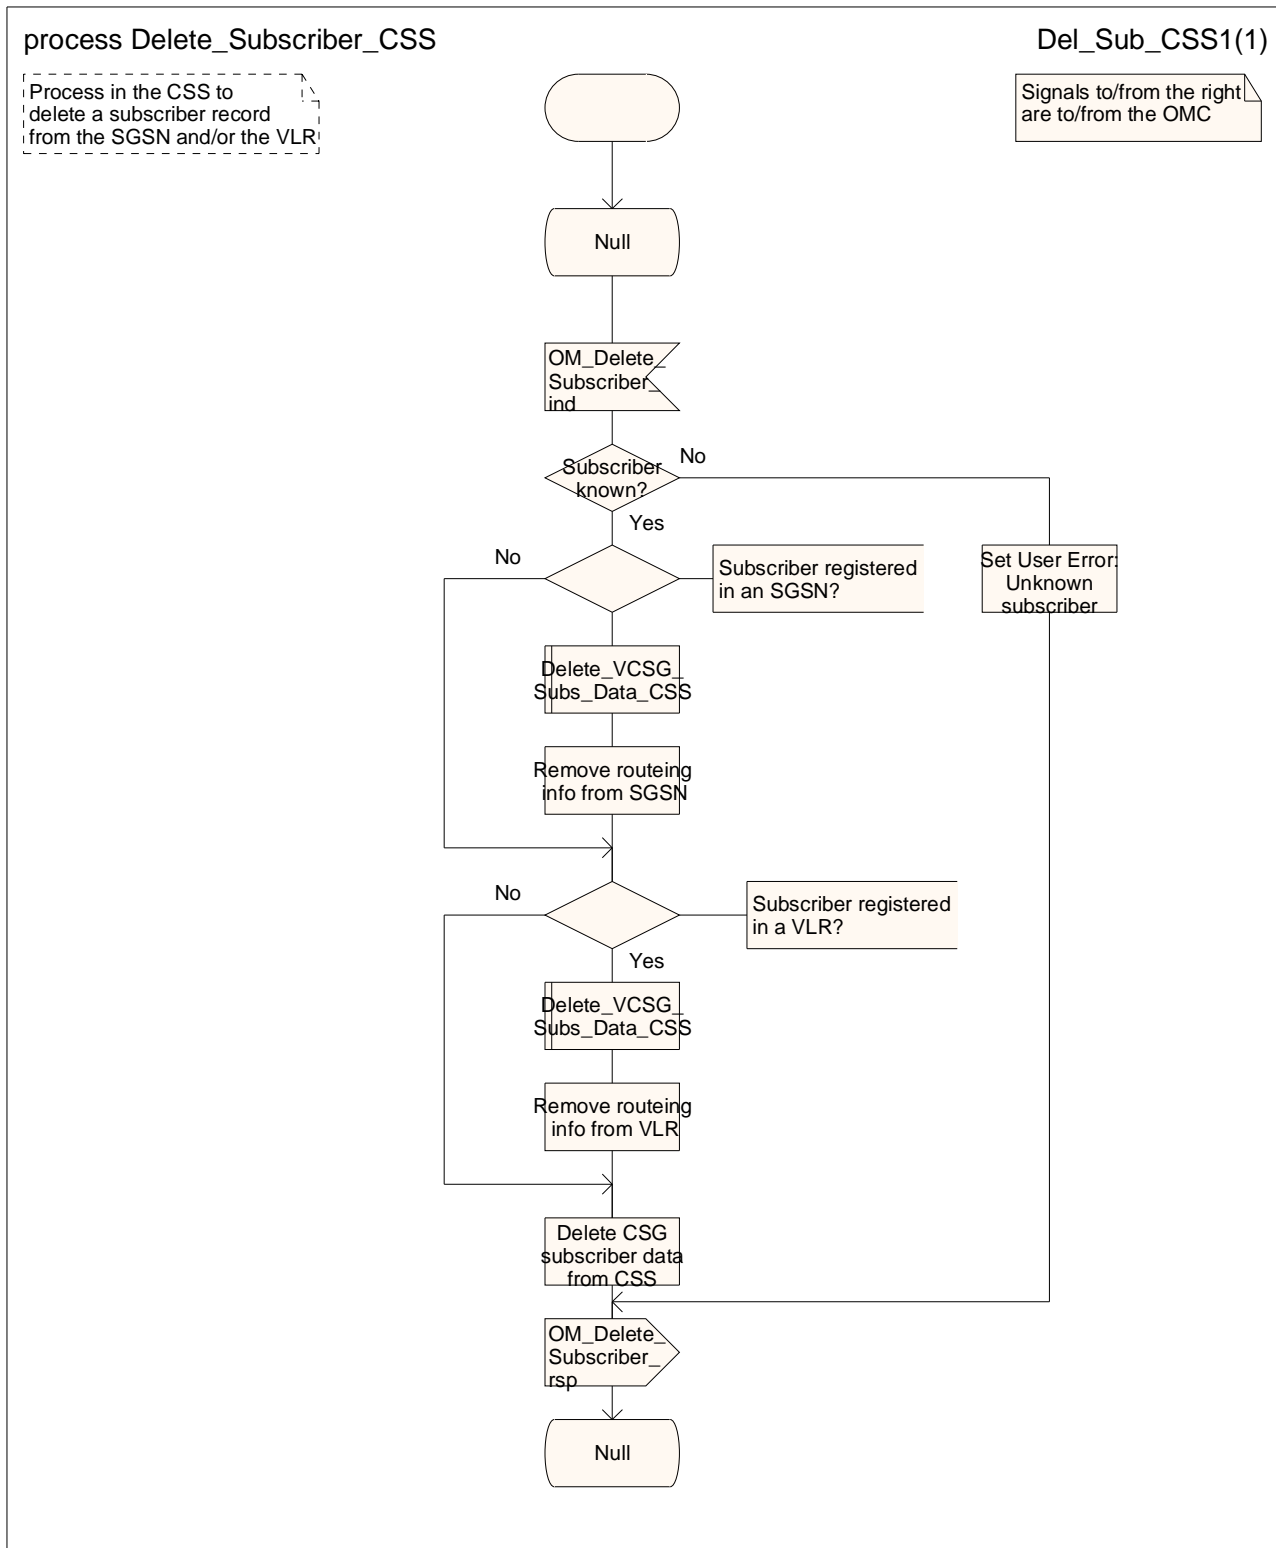 process Delete_Subscriber_CSS
Del_Sub_CSS1(1)
Process in the CSS to
delete a subscriber record
from the SGSN and/or the VLR
Signals to/from the right
are to/from the OMC
Null
OM_Delete_
Subscriber_
ind
Subscriber
known?
No
Yes
No
Subscriber registered
in an SGSN?
Set User Error:
Unknown
subscriber
Delete_VCSG_
Subs_Data_CSS
Remove routeing
info from SGSN
No
Subscriber registered
in a VLR?
Yes
Delete_VCSG_
Subs_Data_CSS
Remove routeing
info from VLR
Delete CSG
subscriber data
from CSS
OM_Delete_
Subscriber_
rsp
Null